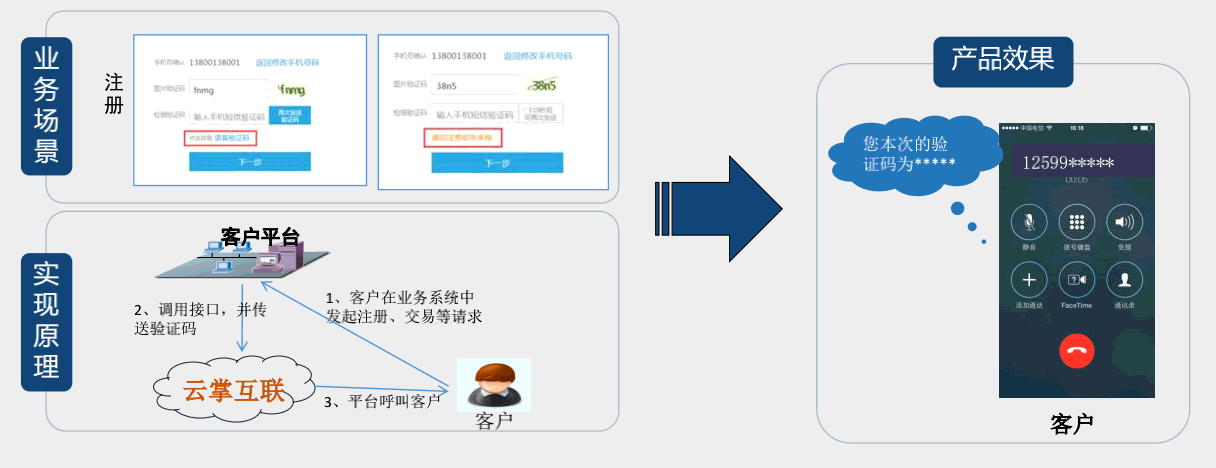 业务场景
注册
手机号确认 13800138001 返回修改手机号码
图片验证码 fnmg fnmg
短信验证码 输入手机短信验证码 再次发送
验证码
点击获取 语音验证码
下一步
手机号确认 13800138001 返回修改手机号码
图片验证码 38n5 38n5
短信验证码 输入手机短信验证码
可再次发送
请您注意收听来电
下一步
实现原理
客户平台
1、客户在业务系统中
发起注册、交易等请求
2、调用接口，并传
送验证码
云掌互联
3、平台呼叫客户
客户
产品效果
您本次的验
证码为*****
中国电信 16:18
12599*****
00:05
静音 拨号键盘 免提
添加通话 FaceTime 通讯录
客户